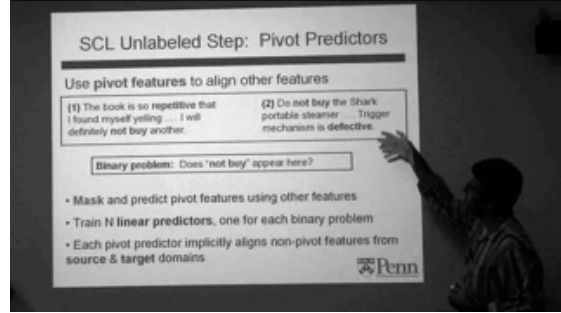 SCL Unlabeled Step: Pivot Predictors
Use pivot features to align other features
(1) The book is so repetitive that
I found myself yelling .... I will
definitely not buy another.
(2) Do not buy the Shark
portable steamer .... Trigger
mechanism is defective.
Binary problem: Does "not buy" appear here?
• Mask and predict pivot features using other features
• Train N linear predictors, one for each binary problem
• Each pivot predictor implicitly aligns non-pivot features from
source & target domains
Penn